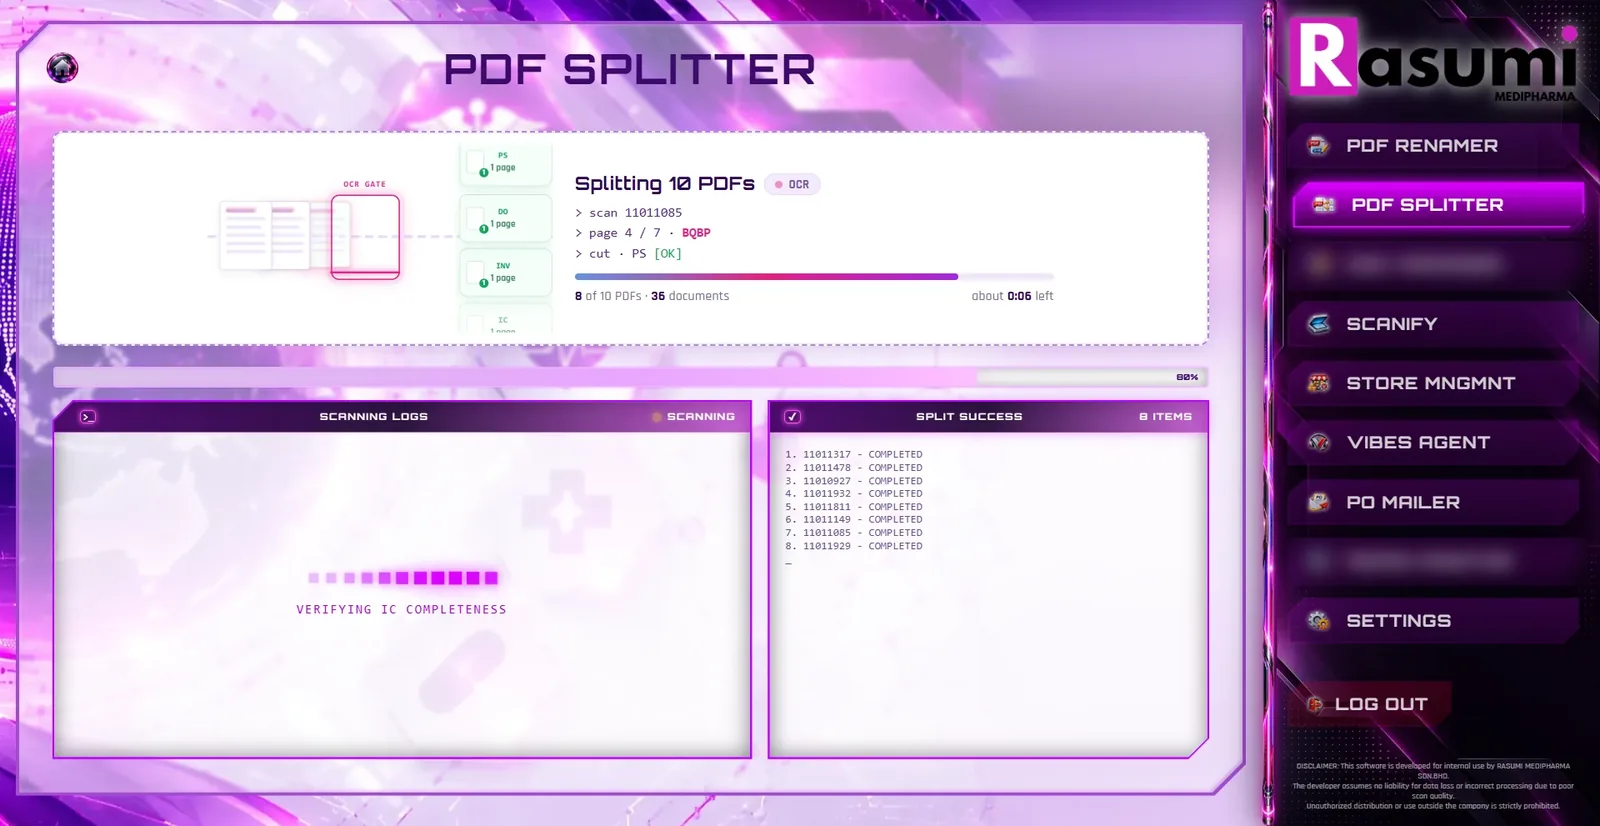 PDF SPLITTER
OCR GATE
PS
1 page
1
DO
1 page
1
INV
1 page
1
IC
1 page
Splitting 10 PDFs
OCR
> scan 11011085
> page 4 / 7 · BQBP
> cut · PS [OK]
8 of 10 PDFs · 36 documents
about 0:06 left
80%
SCANNING LOGS
SCANNING
VERIFYING IC COMPLETENESS
SPLIT SUCCESS
8 ITEMS
1. 11011317 - COMPLETED
2. 11011478 - COMPLETED
3. 11010927 - COMPLETED
4. 11011932 - COMPLETED
5. 11011811 - COMPLETED
6. 11011149 - COMPLETED
7. 11011085 - COMPLETED
8. 11011929 - COMPLETED
_
Rasumi
MEDIPHARMA
PDF RENAMER
PDF SPLITTER
SCANIFY
STORE MNGMNT
VIBES AGENT
PO MAILER
SETTINGS
LOG OUT
DISCLAIMER: This software is developed for internal use by RASUMI MEDIPHARMA
SDN.BHD.
The developer assumes no liability for data loss or incorrect processing due to poor
scan quality.
Unauthorized distribution or use outside the company is strictly prohibited.